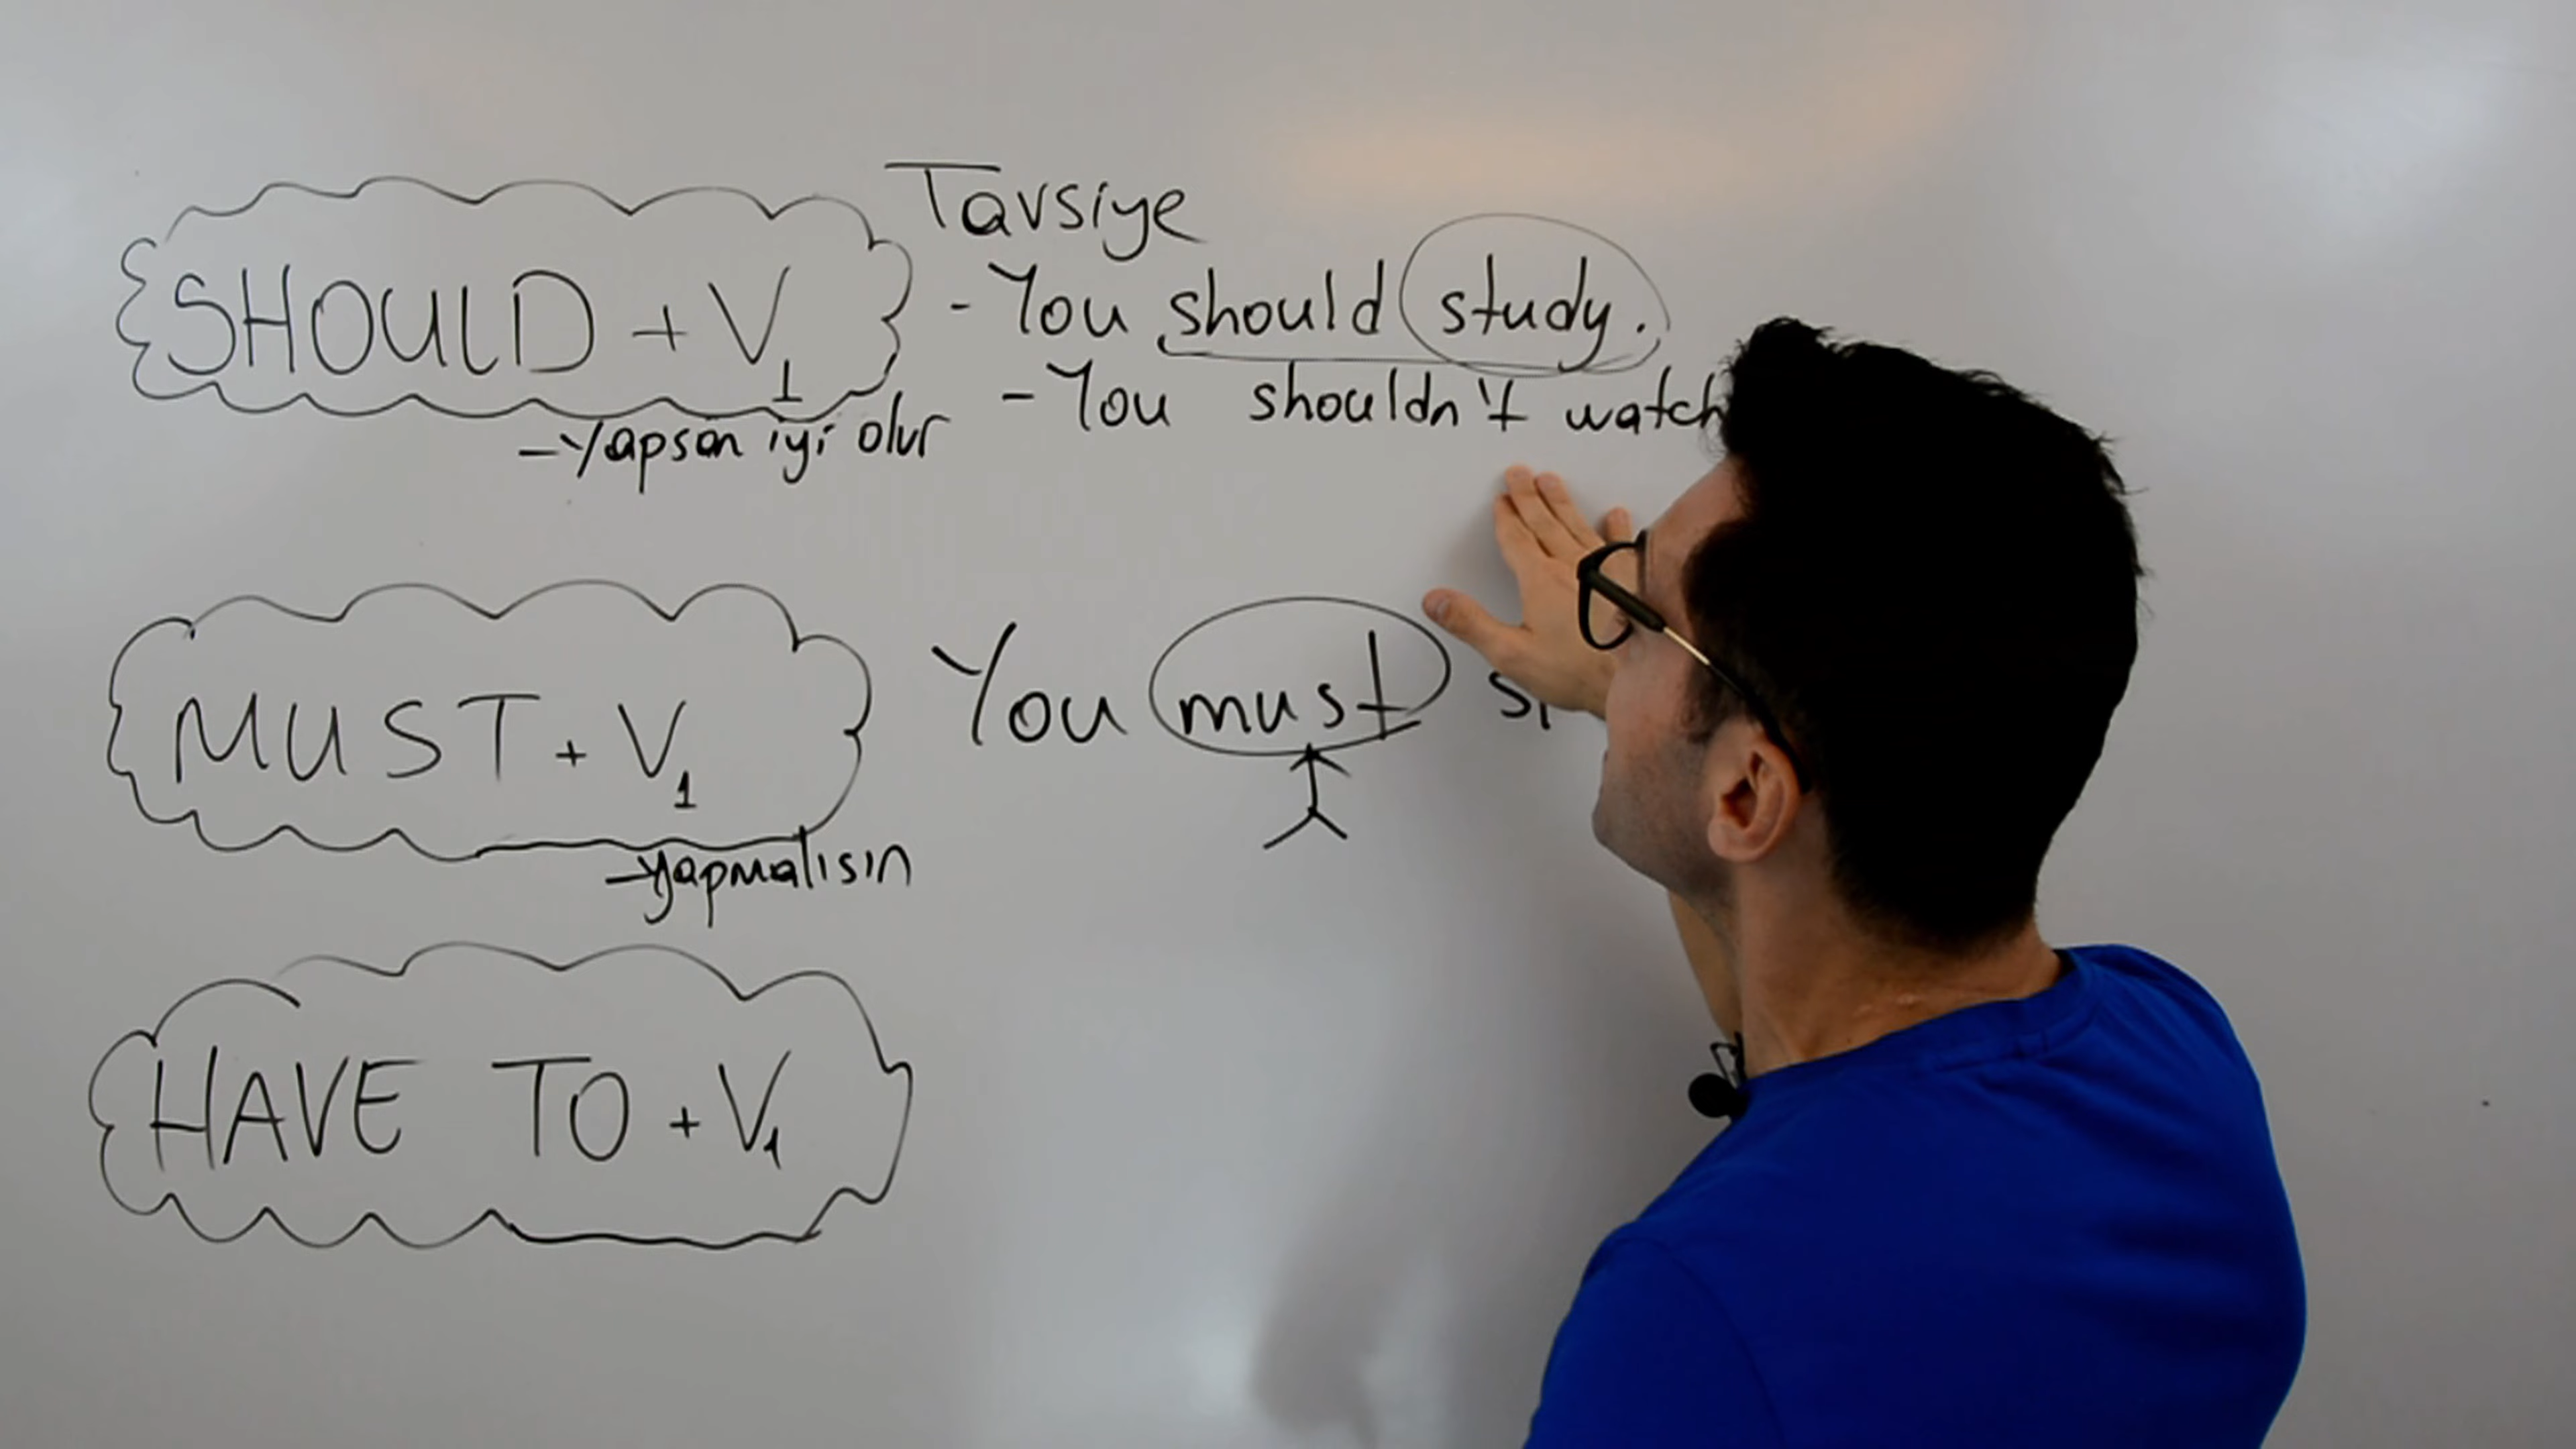 Tavsiye
SHOULD + V1
- You should study.
- You shouldn't watch
- Yapsan iyi olur
MUST + V1
You must
- yapmalısın
HAVE TO + V1